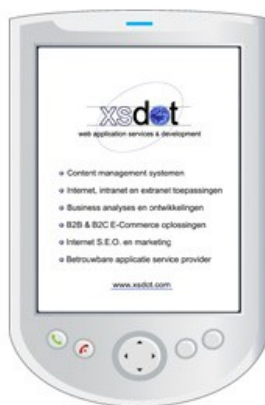 xsdot
web application services & development
Content management systemen
Internet, intranet en extranet toepassingen
Business analyses en ontwikkelingen
B2B & B2C E-Commerce oplossingen
Internet S.E.O. en marketing
Betrouwbare applicatie service provider
www.xsdot.com